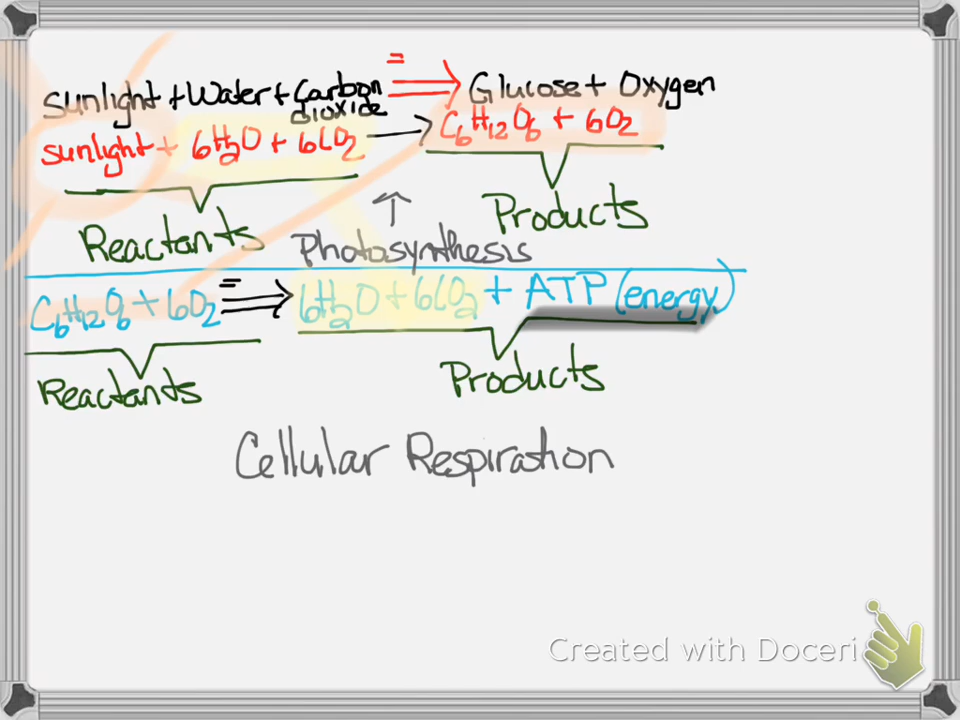 =
Sunlight + Water + Carbon dioxide ⇒ Glucose + Oxygen
sunlight + 6H₂O + 6CO₂ → C₆H₁₂O₆ + 6O₂
Reactants
Products
↑
Photosynthesis
=
C₆H₁₂O₆ + 6O₂ ⇒ 6H₂O + 6CO₂ + ATP (energy)
Reactants
Products
Cellular Respiration
Created with Doceri